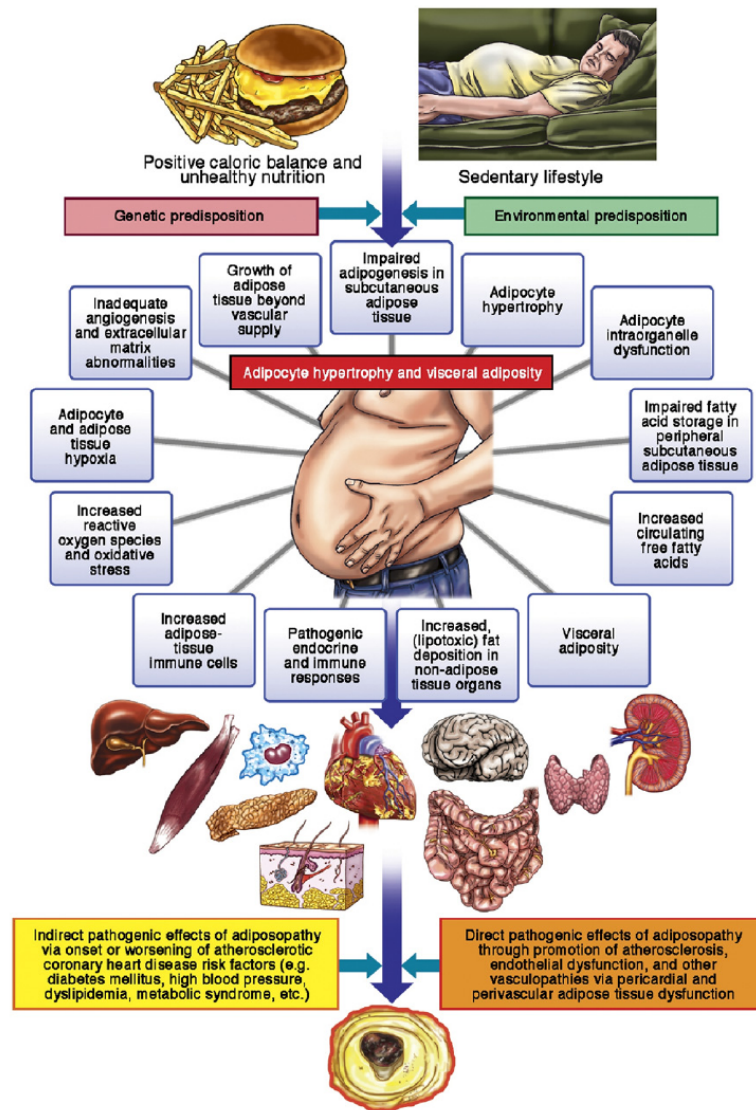 Positive caloric balance and
unhealthy nutrition
Sedentary lifestyle
Genetic predisposition
Environmental predisposition
Inadequate
angiogenesis
and extracellular
matrix
abnormalities
Growth of
adipose
tissue beyond
vascular
supply
Impaired
adipogenesis in
subcutaneous
adipose
tissue
Adipocyte
hypertrophy
Adipocyte
intraorganelle
dysfunction
Adipocyte hypertrophy and visceral adiposity
Adipocyte
and adipose
tissue
hypoxia
Impaired fatty
acid storage in
peripheral
subcutaneous
adipose tissue
Increased
reactive
oxygen species
and oxidative
stress
Increased
circulating
free fatty
acids
Increased
adipose-
tissue
immune cells
Pathogenic
endocrine
and immune
responses
Increased,
(lipotoxic) fat
deposition in
non-adipose
tissue organs
Visceral
adiposity
Indirect pathogenic effects of adiposopathy
via onset or worsening of atherosclerotic
coronary heart disease risk factors (e.g.
diabetes mellitus, high blood pressure,
dyslipidemia, metabolic syndrome, etc.)
Direct pathogenic effects of adiposopathy
through promotion of atherosclerosis,
endothelial dysfunction, and other
vasculopathies via pericardial and
perivascular adipose tissue dysfunction